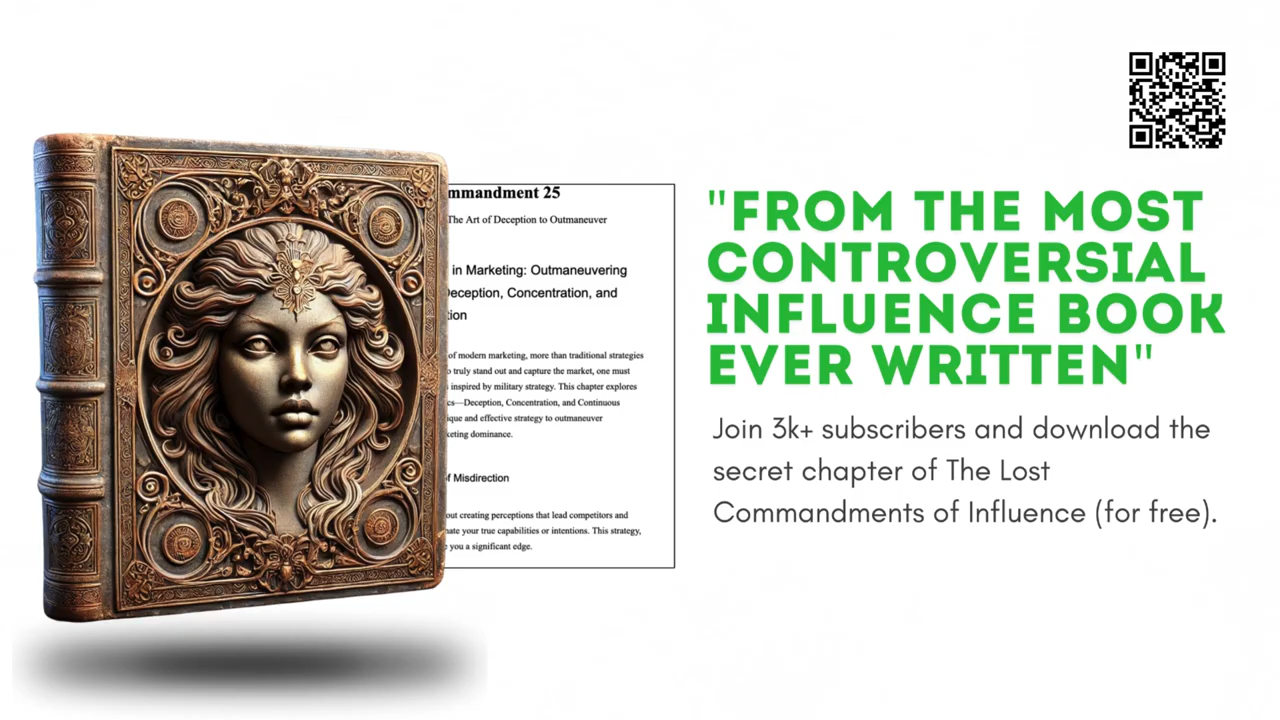 mmandment 25
The Art of Deception to Outmaneuver
in Marketing: Outmaneuvering
Deception, Concentration, and
tion
of modern marketing, more than traditional strategies
o truly stand out and capture the market, one must
inspired by military strategy. This chapter explores
cs—Deception, Concentration, and Continuous
ique and effective strategy to outmaneuver
keting dominance.
of Misdirection
out creating perceptions that lead competitors and
nate your true capabilities or intentions. This strategy,
you a significant edge.
"FROM THE MOST
CONTROVERSIAL
INFLUENCE BOOK
EVER WRITTEN"
Join 3k+ subscribers and download the
secret chapter of The Lost
Commandments of Influence (for free).